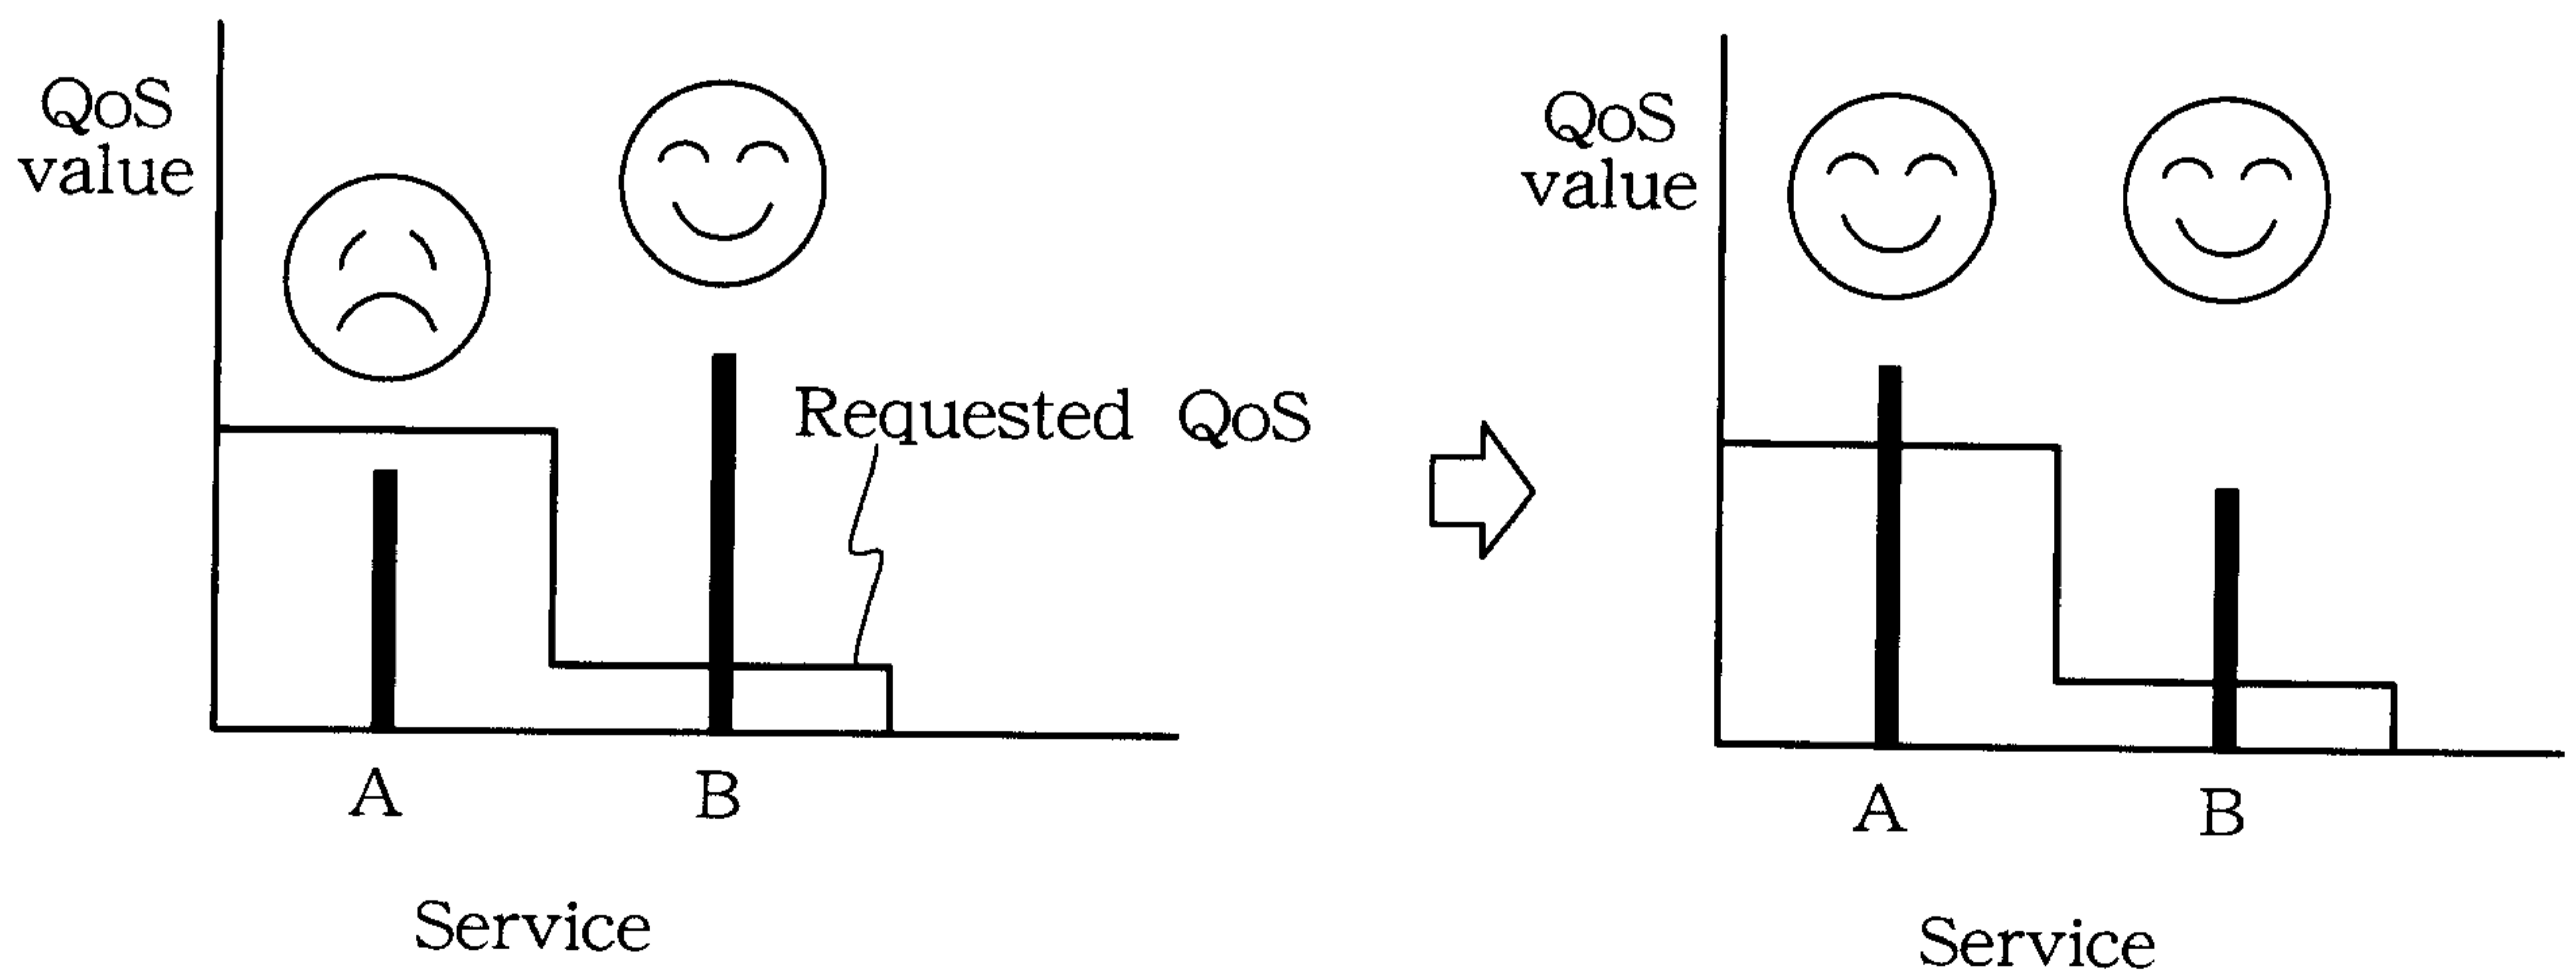 QoS
value
Requested QoS
A
B
Service
QoS
value
A
B
Service